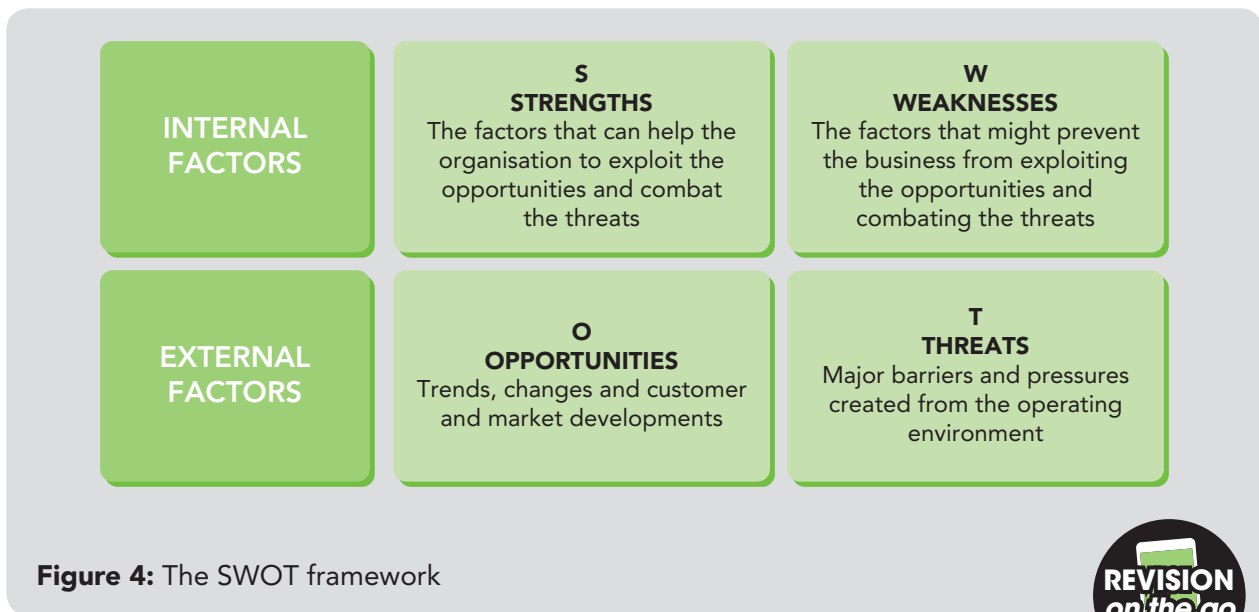 INTERNAL
FACTORS
S
STRENGTHS
The factors that can help the
organisation to exploit the
opportunities and combat
the threats
W
WEAKNESSES
The factors that might prevent
the business from exploiting
the opportunities and
combating the threats
EXTERNAL
FACTORS
O
OPPORTUNITIES
Trends, changes and customer
and market developments
T
THREATS
Major barriers and pressures
created from the operating
environment
Figure 4: The SWOT framework
REVISION
on the go